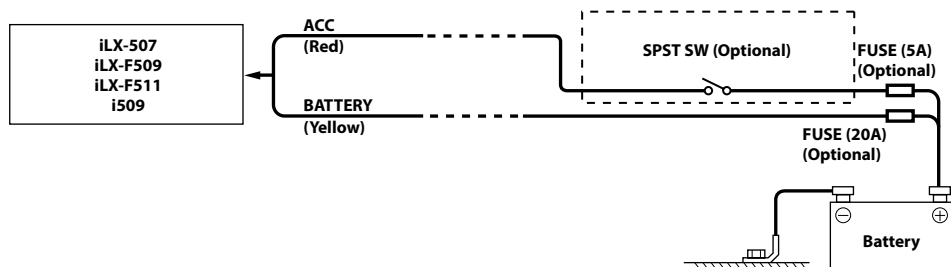 iLX-507
iLX-F509
iLX-F511
i509
ACC
(Red)
BATTERY
(Yellow)
SPST SW (Optional)
FUSE (5A)
(Optional)
FUSE (20A)
(Optional)
Battery